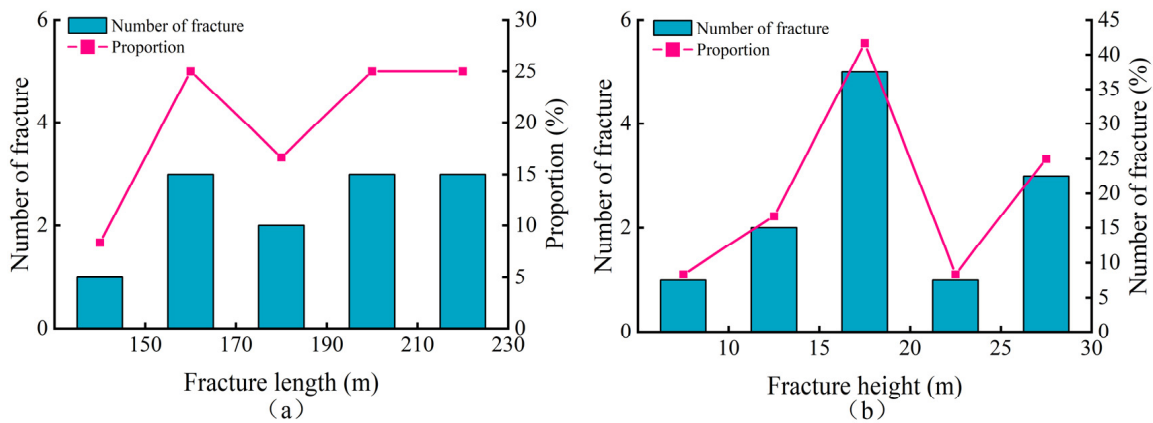 Number of fracture
Proportion
6
4
2
0
30
25
20
15
10
5
0
150
170
190
210
230
Number of fracture
Proportion (%)
Fracture length (m)
（a）
Number of fracture
Proportion
6
4
2
0
45
40
35
30
25
20
15
10
5
0
10
15
20
25
30
Number of fracture
Number of fracture (%)
Fracture height (m)
（b）